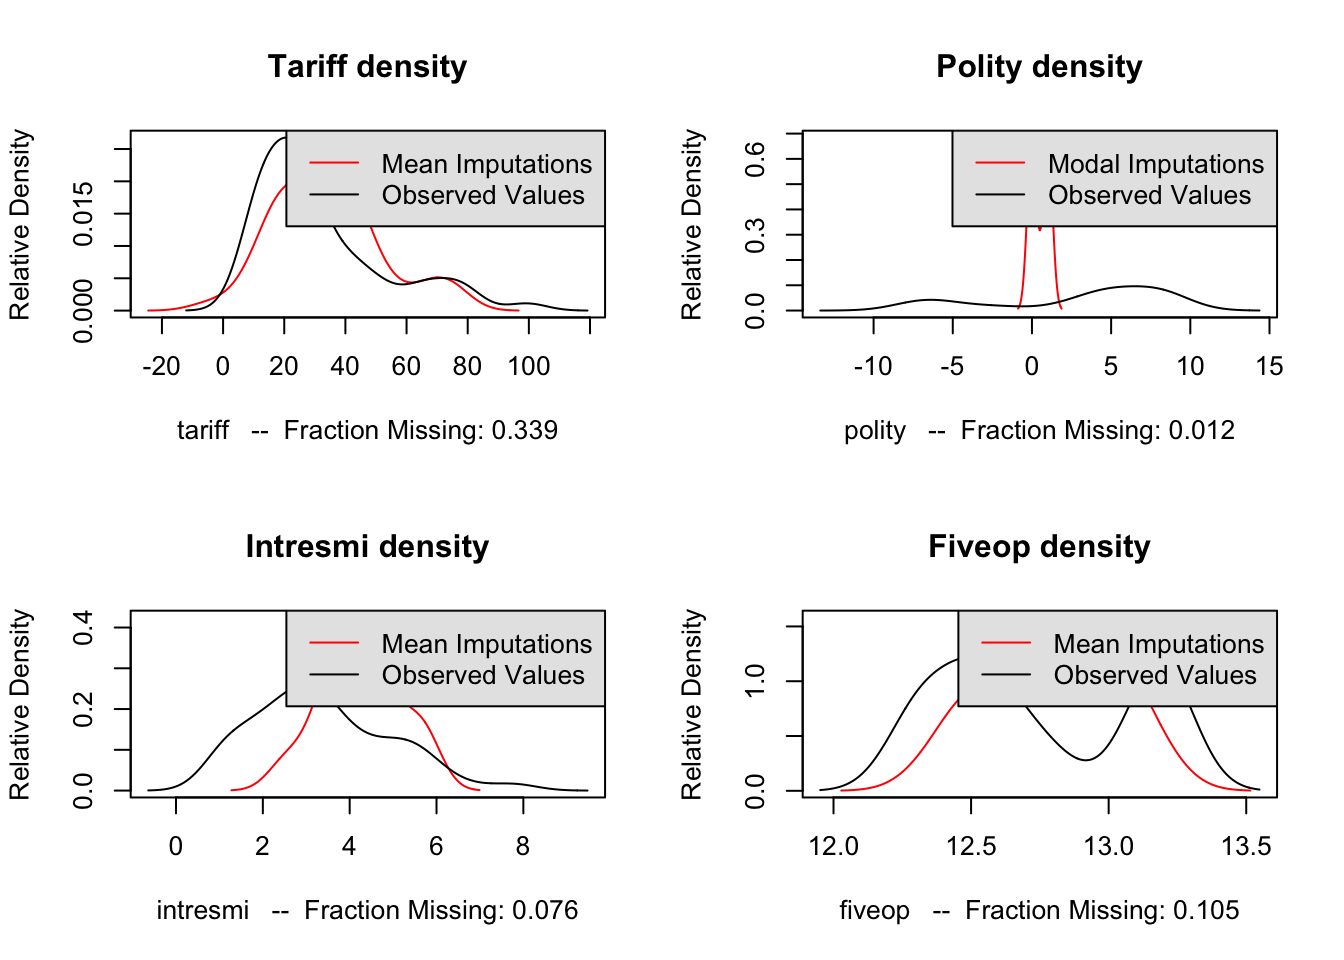 Tariff density
Relative Density
0.000
0.015
Mean Imputations
Observed Values
-20 0 20 40 60 80 100
tariff -- Fraction Missing: 0.339
Polity density
Relative Density
0.0
0.3
0.6
Modal Imputations
Observed Values
-10 -5 0 5 10 15
polity -- Fraction Missing: 0.012
Intresmi density
Relative Density
0.0
0.2
0.4
Mean Imputations
Observed Values
0 2 4 6 8
intresmi -- Fraction Missing: 0.076
Fiveop density
Relative Density
0.0
1.0
Mean Imputations
Observed Values
12.0 12.5 13.0 13.5
fiveop -- Fraction Missing: 0.105